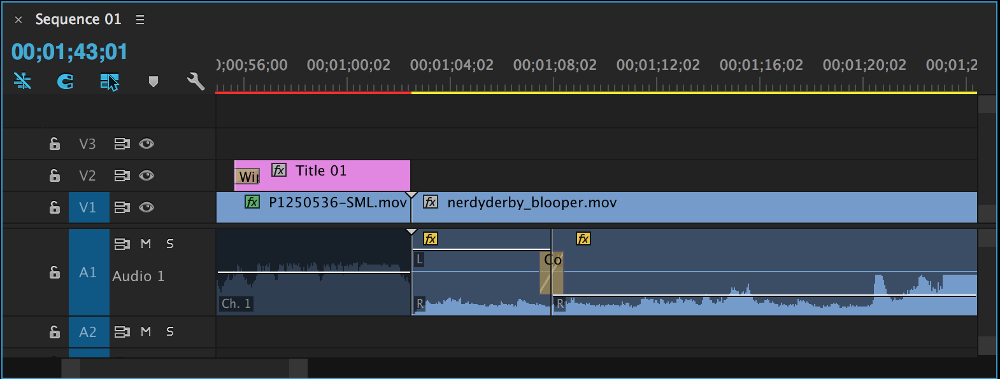 × Sequence 01
00;01;43;01
0;00;56;00 00;01;00;02 00;01;04;02 00;01;08;02 00;01;12;02 00;01;16;02 00;01;20;02 00;01;2
V3
V2 Wip fx Title 01
V1 fx P1250536-SML.mov fx nerdyderby_blooper.mov
M S fx fx
L Co
A1 Audio 1
Ch. 1 R R
A2 M S